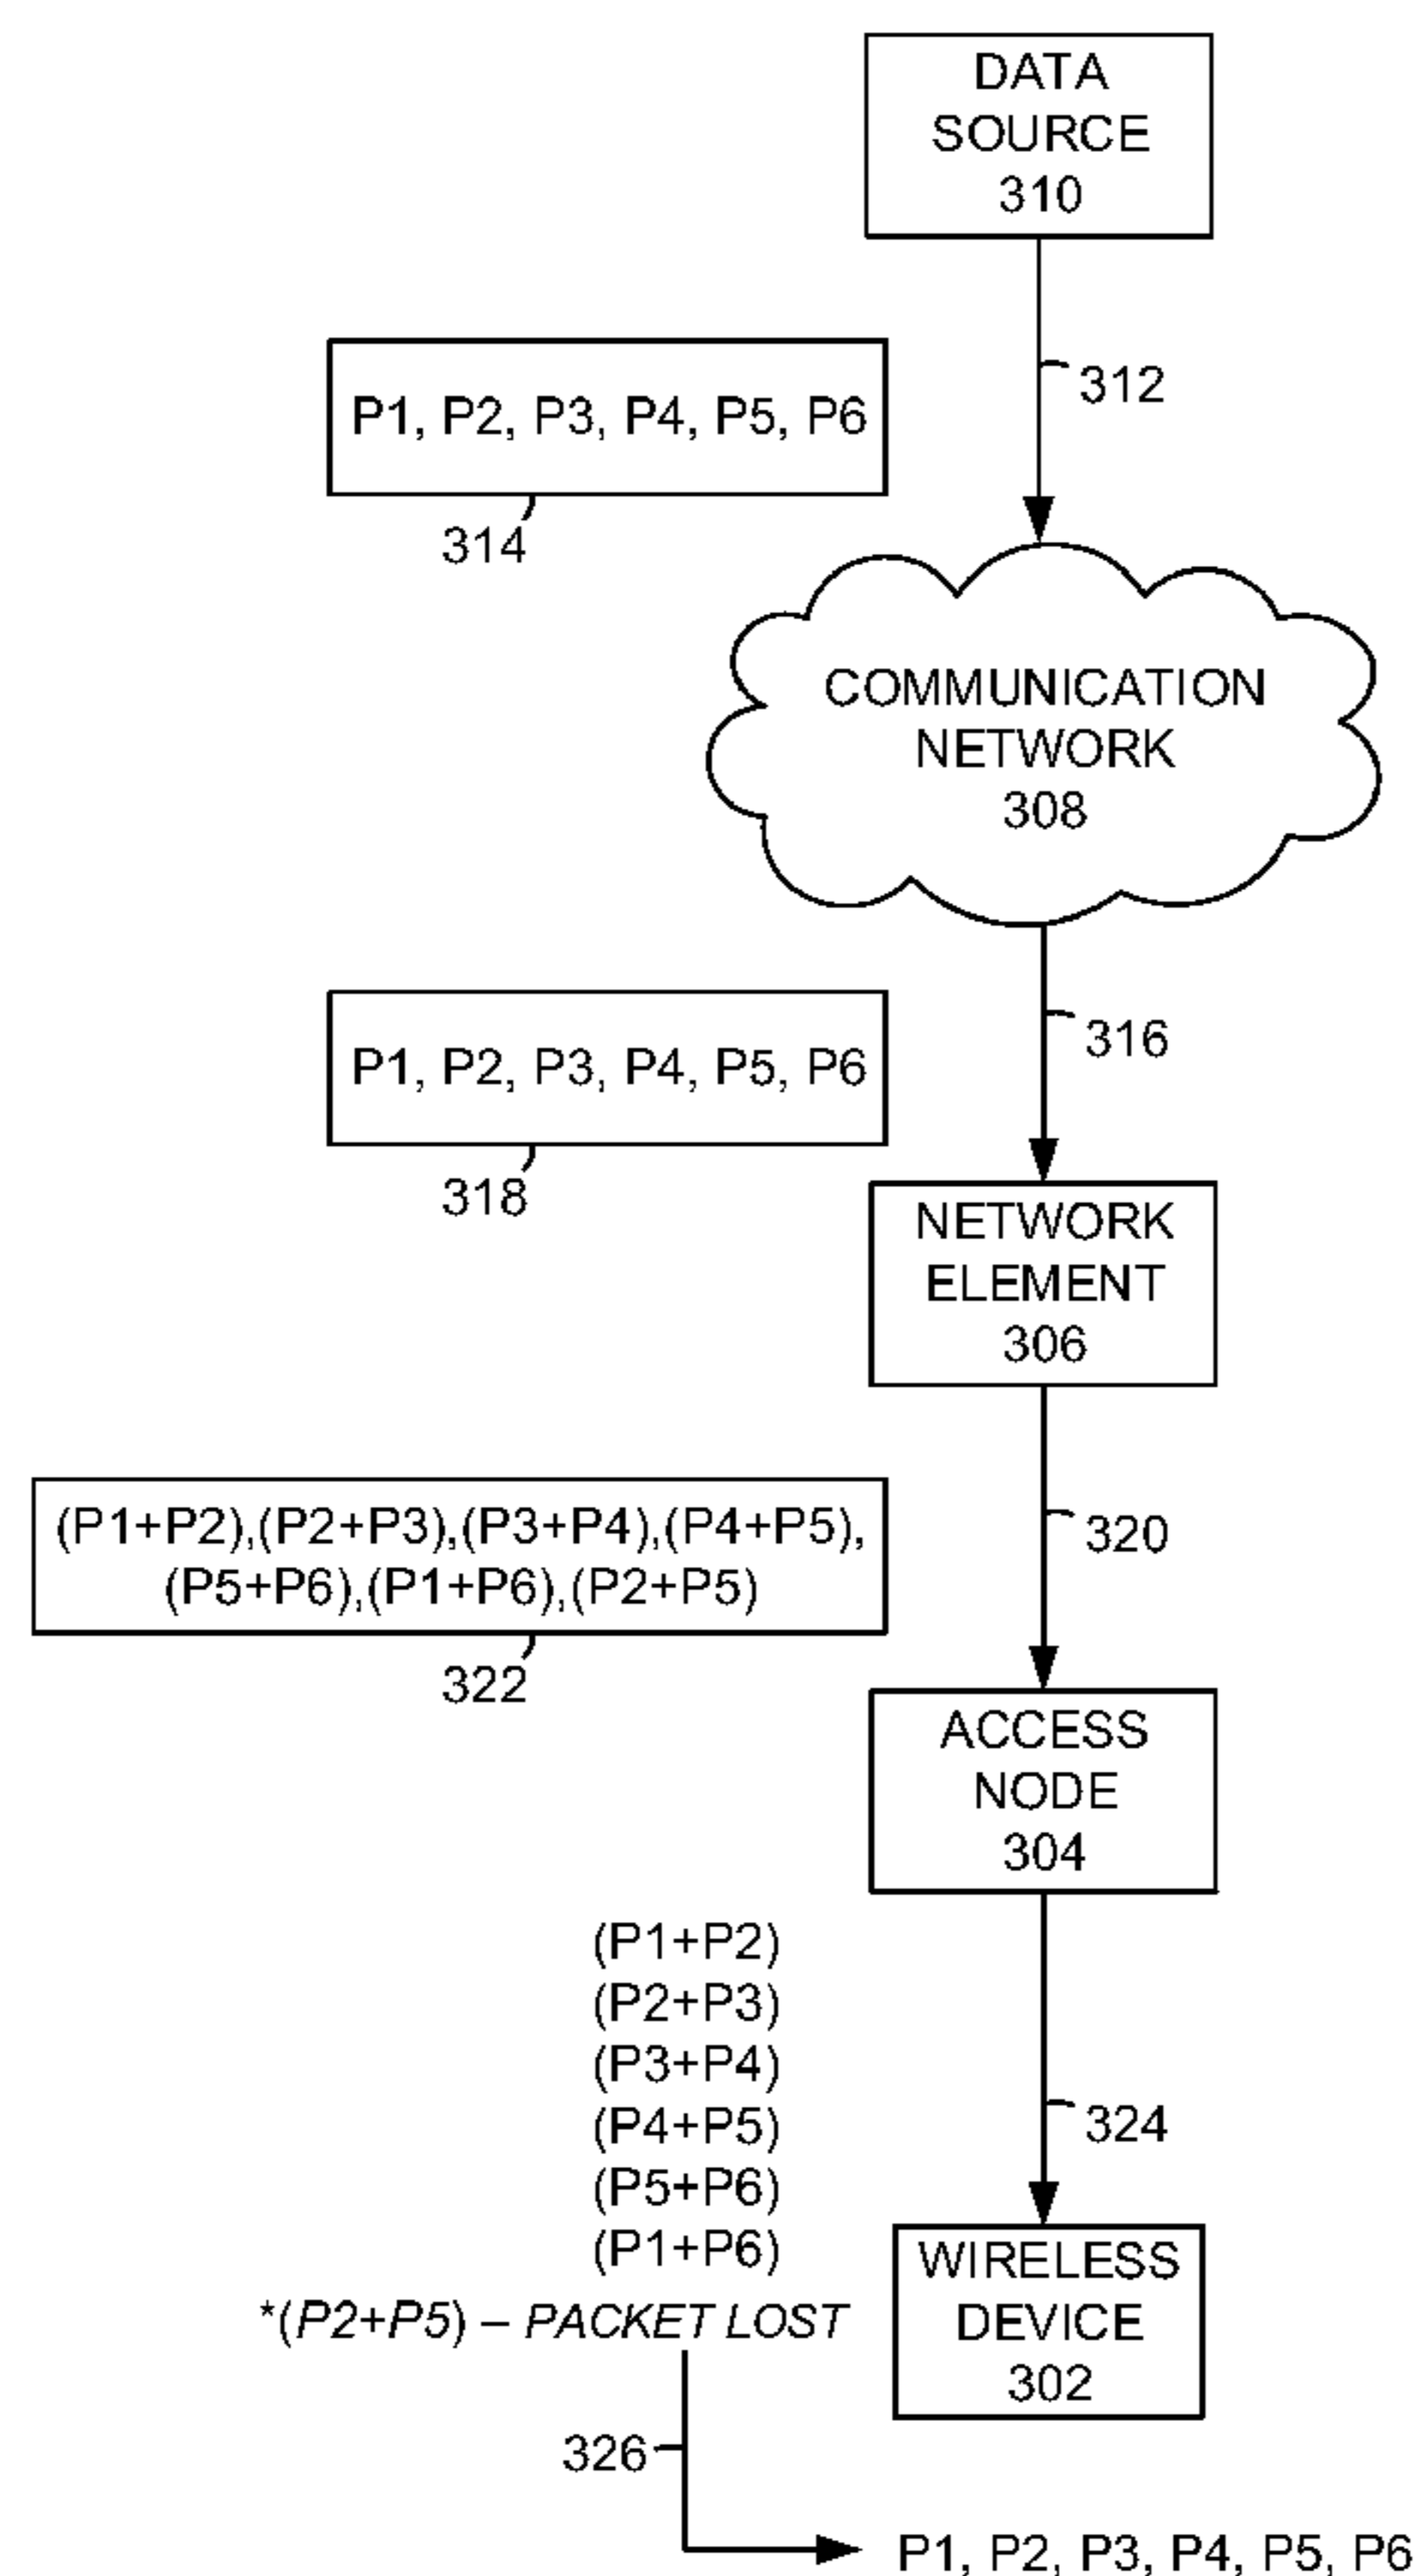 DATA
SOURCE
310
312
P1, P2, P3, P4, P5, P6
314
COMMUNICATION
NETWORK
308
316
P1, P2, P3, P4, P5, P6
318
NETWORK
ELEMENT
306
320
(P1+P2),(P2+P3),(P3+P4),(P4+P5),
(P5+P6),(P1+P6),(P2+P5)
322
ACCESS
NODE
304
(P1+P2)
(P2+P3)
(P3+P4)
(P4+P5)
(P5+P6)
(P1+P6)
*(P2+P5) – PACKET LOST
324
WIRELESS
DEVICE
302
326
P1, P2, P3, P4, P5, P6